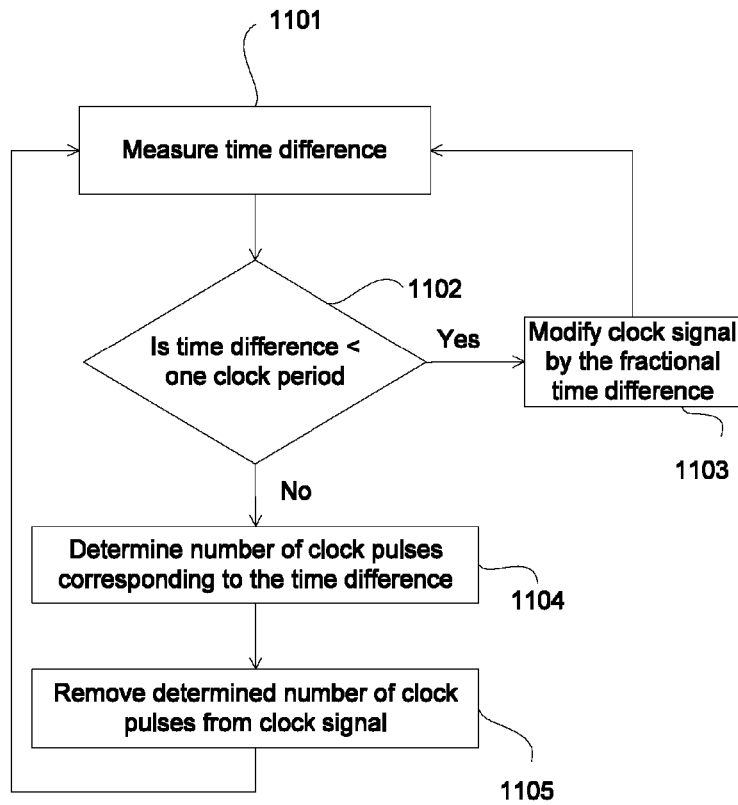 1101
Measure time difference
1102
Is time difference <
one clock period
Yes
Modify clock signal
by the fractional
time difference
1103
No
Determine number of clock pulses
corresponding to the time difference
1104
Remove determined number of clock
pulses from clock signal
1105